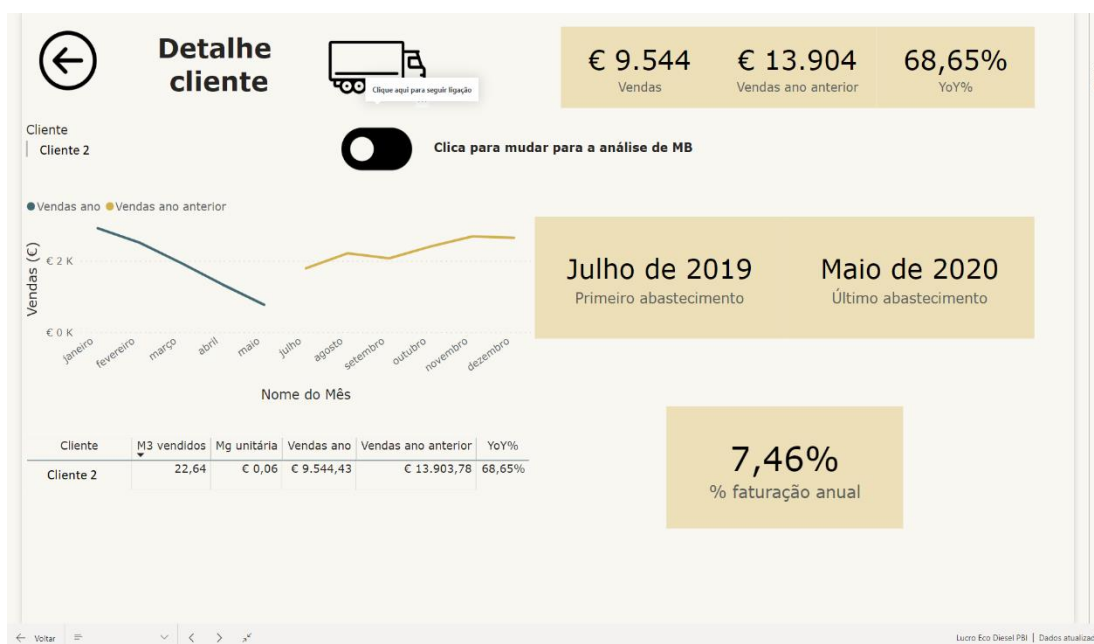 Detalhe
cliente
Clique aqui para seguir ligação
€ 9.544
Vendas
€ 13.904
Vendas ano anterior
68,65%
YoY%
Cliente
Cliente 2
Clica para mudar para a análise de MB
Vendas ano Vendas ano anterior
Vendas (€)
€ 2 K
€ 0 K
janeiro fevereiro março abril maio julho agosto setembro outubro novembro dezembro
Nome do Mês
Julho de 2019
Primeiro abastecimento
Maio de 2020
Último abastecimento
Cliente M3 vendidos Mg unitária Vendas ano Vendas ano anterior YoY%
Cliente 2 22,64 € 0,06 € 9.544,43 € 13.903,78 68,65%
7,46%
% faturação anual
Voltar
Lucro Eco Diesel PBI | Dados atualizad